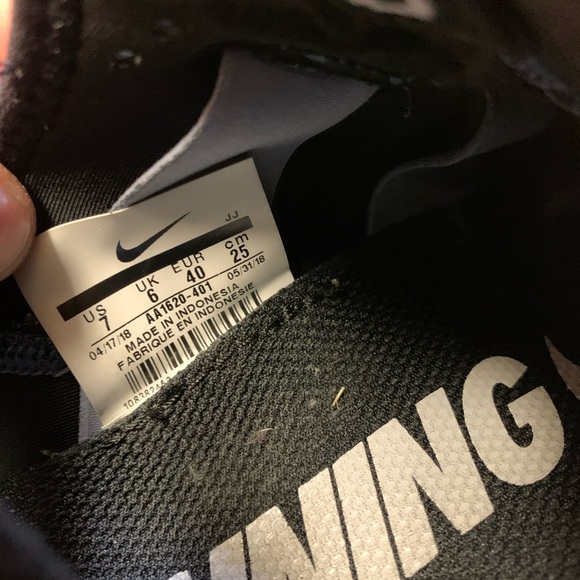 JJ
US UK EUR cm
7 6 40 25
04/17/18 AA1620-401 05/31/18
MADE IN INDONESIA
FABRIQUE EN INDONESIE
NING